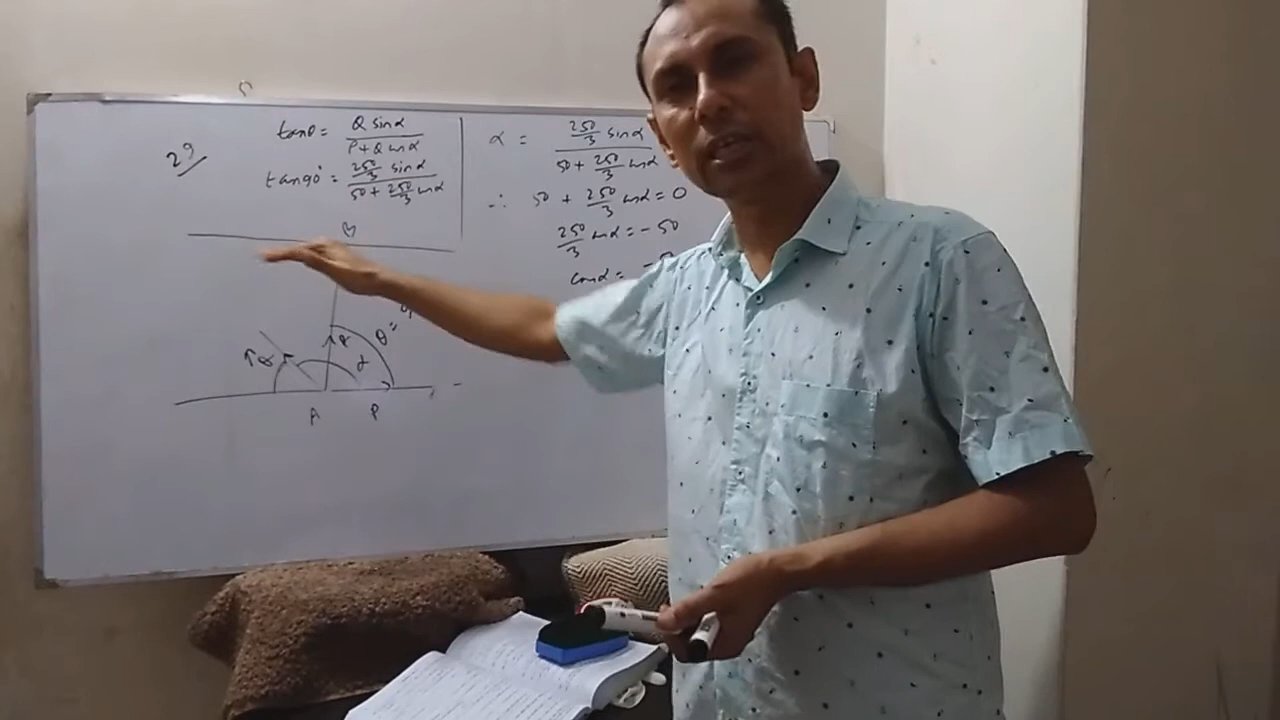 29
tanθ = Q sinα / P + Q cosα
tan90° = 250/3 sinα / 50 + 250/3 cosα
α = 250/3 sinα / 50 + 250/3 cosα
∴ 50 + 250/3 cosα = 0
250/3 cosα = - 50
cosα = -
B
θ =
α
A
P